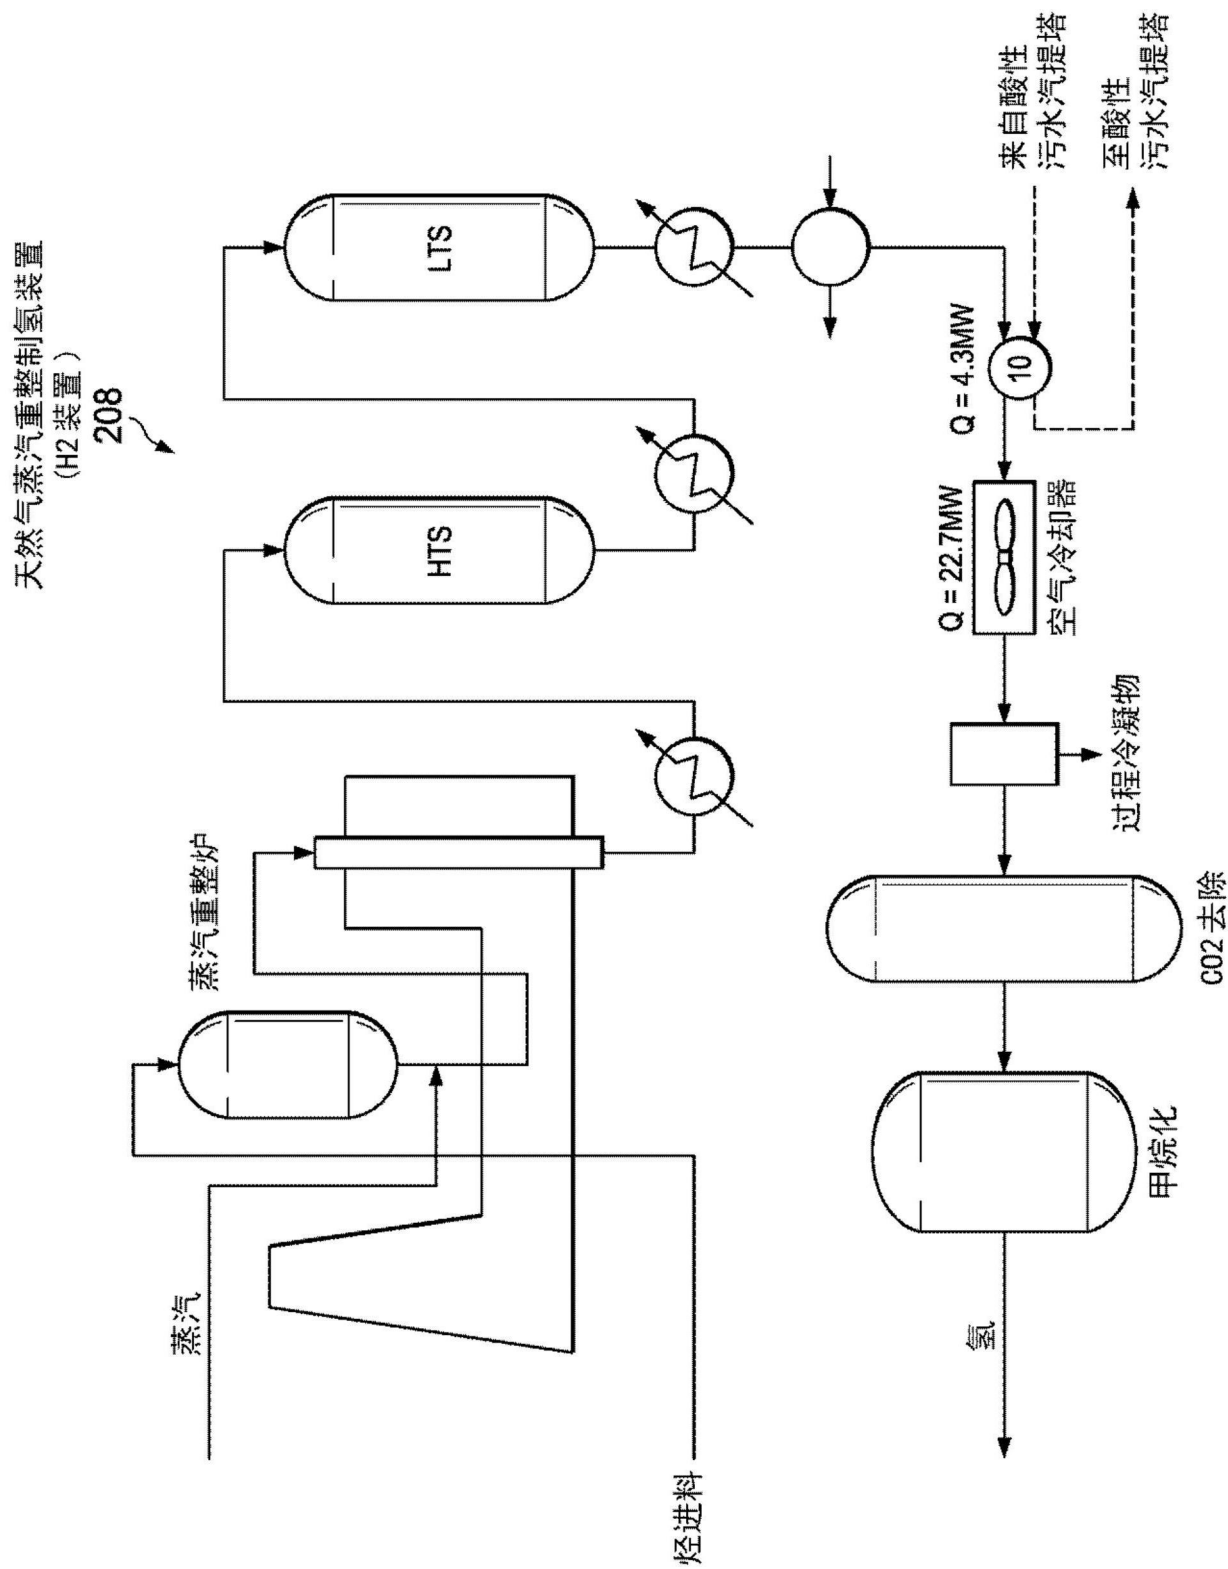 天然气蒸汽重整制氢装置
(H2 装置)
208
蒸汽
烃进料
蒸汽重整炉
HTS
LTS
来自酸性
污水汽提塔
至酸性
污水汽提塔
Q = 4.3MW
10
Q = 22.7MW
空气冷却器
过程冷凝物
CO2 去除
甲烷化
氢